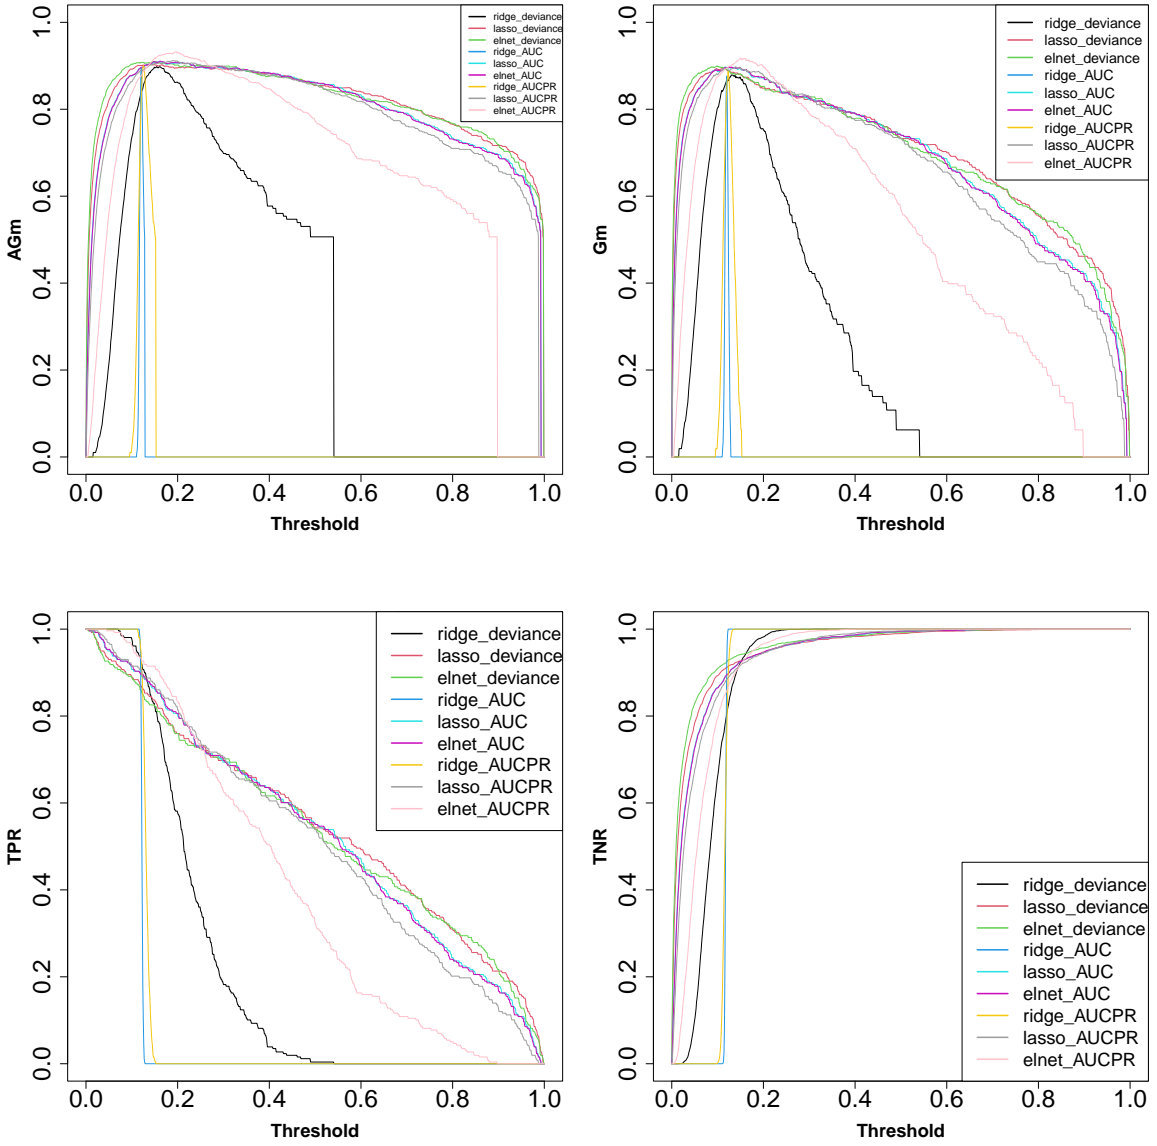 AGm
1.0
0.8
0.6
0.4
0.2
0.0
0.0 0.2 0.4 0.6 0.8 1.0
Threshold
ridge_deviance
lasso_deviance
elnet_deviance
ridge_AUC
lasso_AUC
elnet_AUC
ridge_AUCPR
lasso_AUCPR
elnet_AUCPR
Gm
1.0
0.8
0.6
0.4
0.2
0.0
0.0 0.2 0.4 0.6 0.8 1.0
Threshold
ridge_deviance
lasso_deviance
elnet_deviance
ridge_AUC
lasso_AUC
elnet_AUC
ridge_AUCPR
lasso_AUCPR
elnet_AUCPR
TPR
1.0
0.8
0.6
0.4
0.2
0.0
0.0 0.2 0.4 0.6 0.8 1.0
Threshold
ridge_deviance
lasso_deviance
elnet_deviance
ridge_AUC
lasso_AUC
elnet_AUC
ridge_AUCPR
lasso_AUCPR
elnet_AUCPR
TNR
1.0
0.8
0.6
0.4
0.2
0.0
0.0 0.2 0.4 0.6 0.8 1.0
Threshold
ridge_deviance
lasso_deviance
elnet_deviance
ridge_AUC
lasso_AUC
elnet_AUC
ridge_AUCPR
lasso_AUCPR
elnet_AUCPR